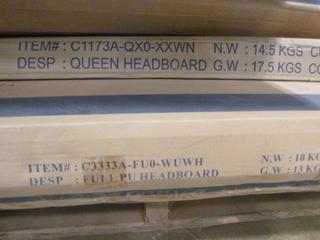 ITEM# : C1173A-QX0-XXWN N.W : 14.5 KGS
DESP : QUEEN HEADBOARD G.W : 17.5 KGS
ITEM# : C3333A-FU0-WUWH N.W : 10 KG
DESP : FULL PU HEADBOARD G.W : 13 KG